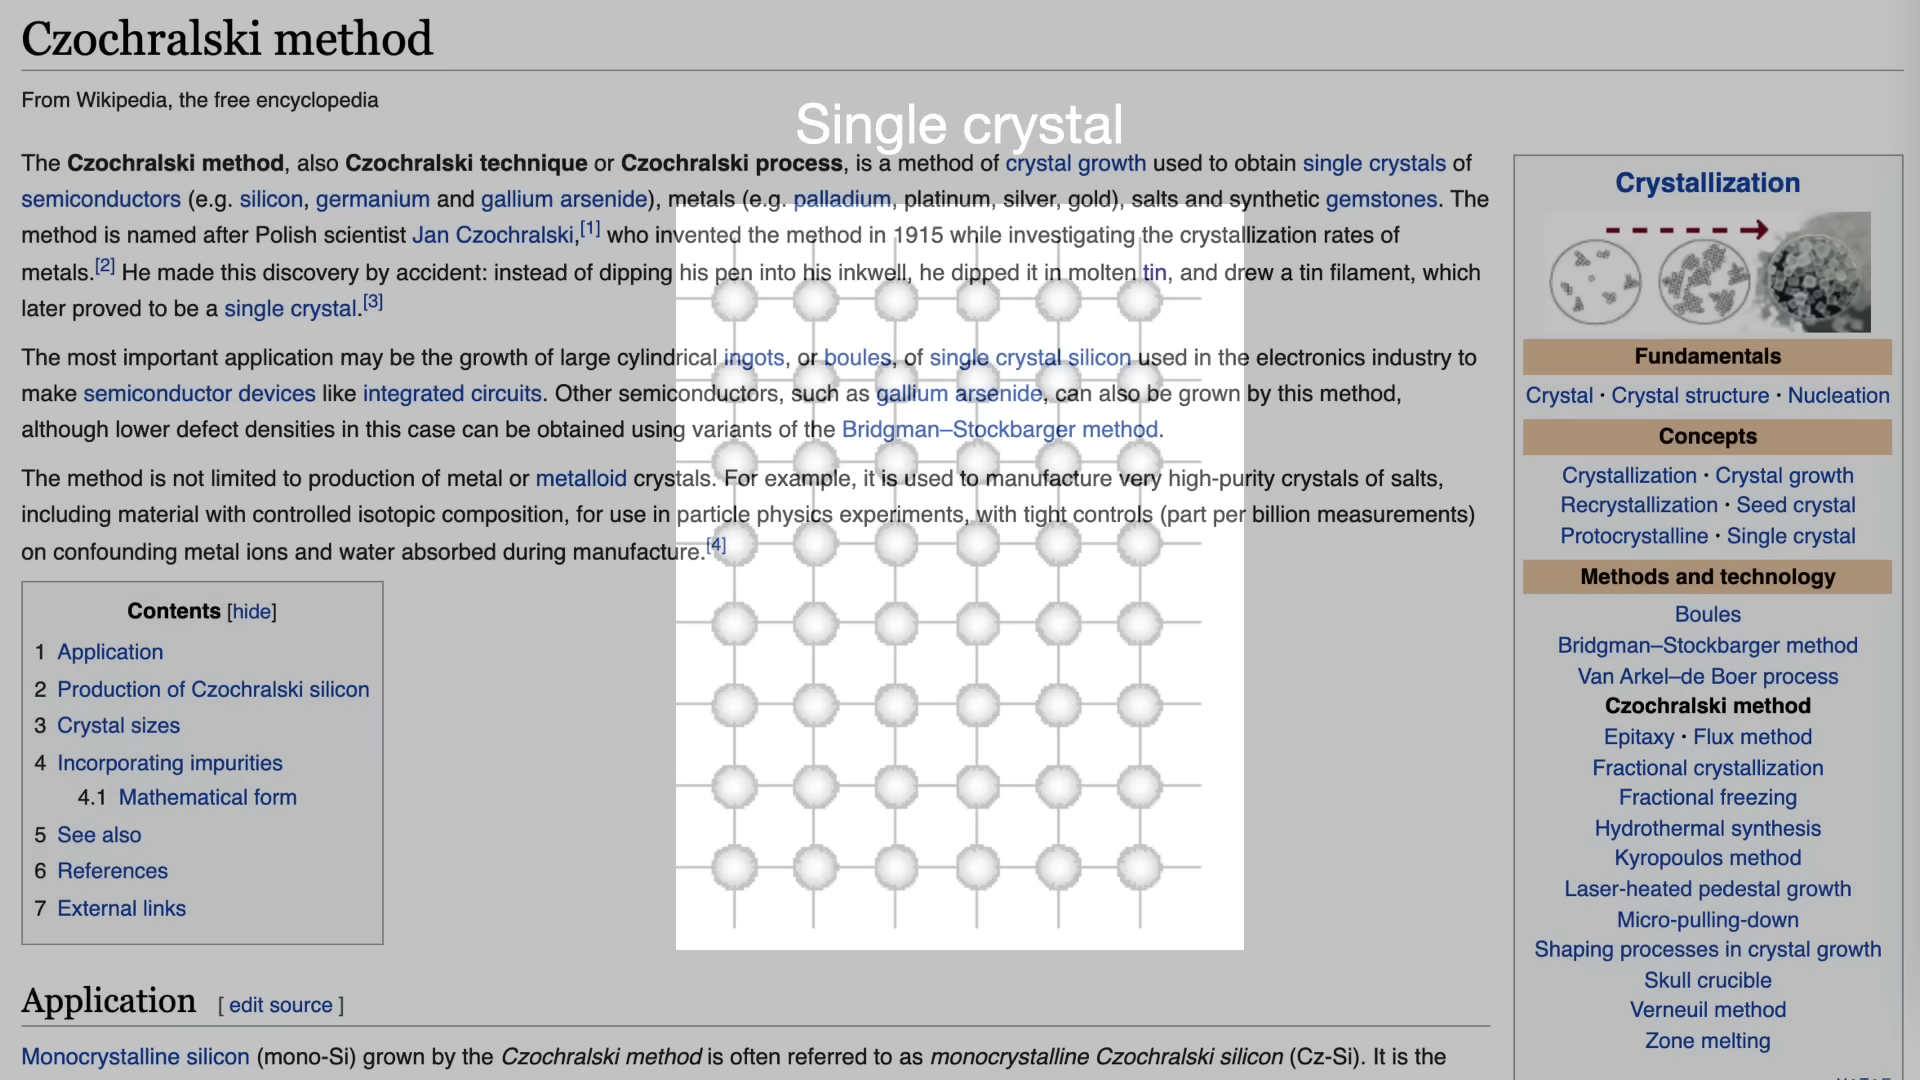 Czochralski method
From Wikipedia, the free encyclopedia
Single crystal
The Czochralski method, also Czochralski technique or Czochralski process, is a method of crystal growth used to obtain single crystals of
semiconductors (e.g. silicon, germanium and gallium arsenide), metals (e.g. palladium, platinum, silver, gold), salts and synthetic gemstones. The
method is named after Polish scientist Jan Czochralski,[1] who invented the method in 1915 while investigating the crystallization rates of
metals.[2] He made this discovery by accident: instead of dipping his pen into his inkwell, he dipped it in molten tin, and drew a tin filament, which
later proved to be a single crystal.[3]
The most important application may be the growth of large cylindrical ingots, or boules, of single crystal silicon used in the electronics industry to
make semiconductor devices like integrated circuits. Other semiconductors, such as gallium arsenide, can also be grown by this method,
although lower defect densities in this case can be obtained using variants of the Bridgman–Stockbarger method.
The method is not limited to production of metal or metalloid crystals. For example, it is used to manufacture very high-purity crystals of salts,
including material with controlled isotopic composition, for use in particle physics experiments, with tight controls (part per billion measurements)
on confounding metal ions and water absorbed during manufacture.[4]
Contents [hide]
1 Application
2 Production of Czochralski silicon
3 Crystal sizes
4 Incorporating impurities
4.1 Mathematical form
5 See also
6 References
7 External links
Application [ edit source ]
Monocrystalline silicon (mono-Si) grown by the Czochralski method is often referred to as monocrystalline Czochralski silicon (Cz-Si). It is the
Crystallization
Fundamentals
Crystal · Crystal structure · Nucleation
Concepts
Crystallization · Crystal growth
Recrystallization · Seed crystal
Protocrystalline · Single crystal
Methods and technology
Boules
Bridgman–Stockbarger method
Van Arkel–de Boer process
Czochralski method
Epitaxy · Flux method
Fractional crystallization
Fractional freezing
Hydrothermal synthesis
Kyropoulos method
Laser-heated pedestal growth
Micro-pulling-down
Shaping processes in crystal growth
Skull crucible
Verneuil method
Zone melting